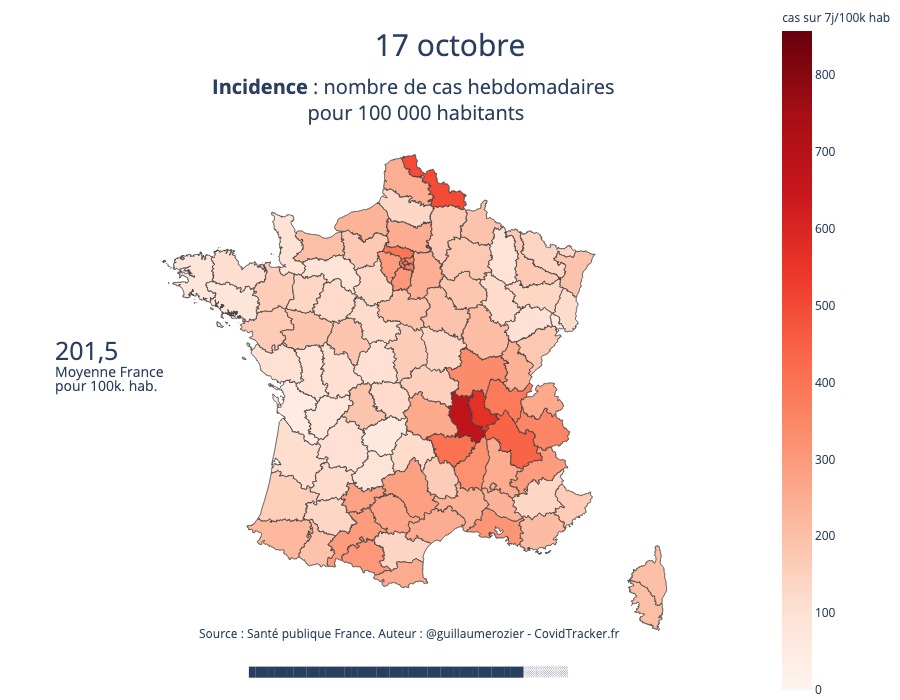 cas sur 7j/100k hab
17 octobre
Incidence : nombre de cas hebdomadaires
pour 100 000 habitants
800
700
600
500
400
300
200
100
0
201,5
Moyenne France
pour 100k. hab.
Source : Santé publique France. Auteur : @guillaumerozier - CovidTracker.fr